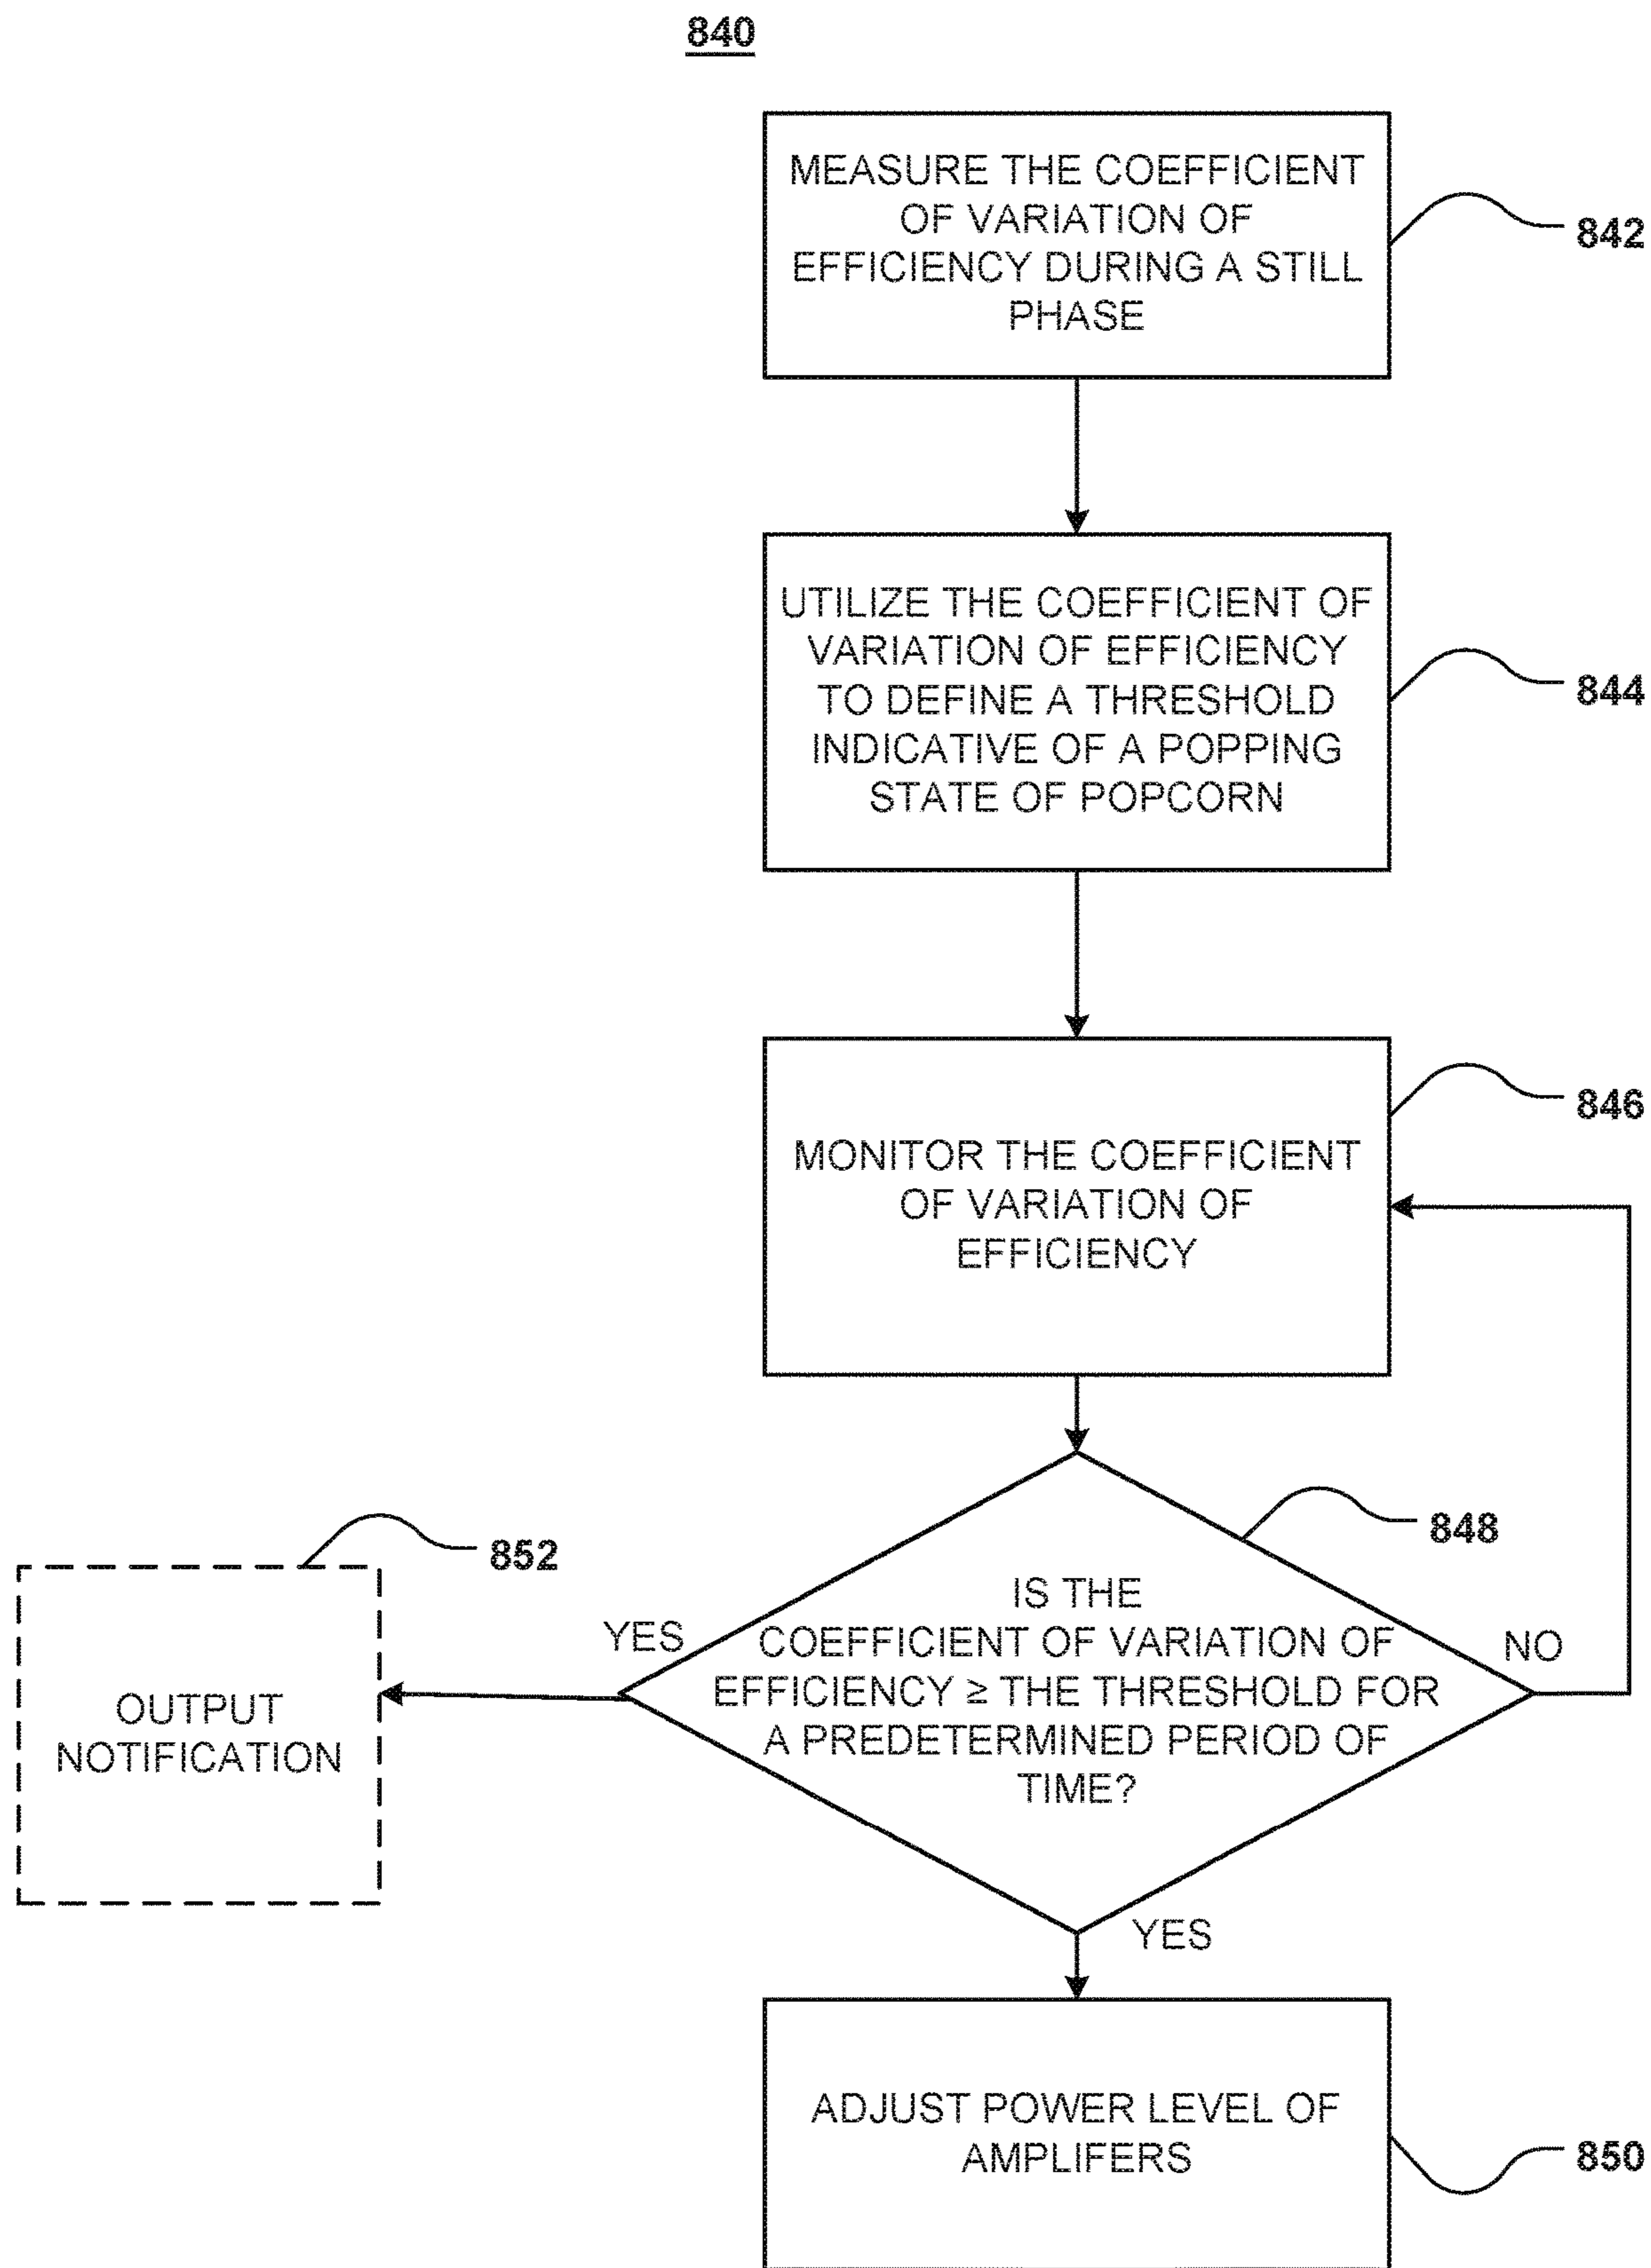 840
MEASURE THE COEFFICIENT
OF VARIATION OF
EFFICIENCY DURING A STILL
PHASE
842
UTILIZE THE COEFFICIENT OF
VARIATION OF EFFICIENCY
TO DEFINE A THRESHOLD
INDICATIVE OF A POPPING
STATE OF POPCORN
844
MONITOR THE COEFFICIENT
OF VARIATION OF
EFFICIENCY
846
IS THE
COEFFICIENT OF VARIATION OF
EFFICIENCY ≥ THE THRESHOLD FOR
A PREDETERMINED PERIOD OF
TIME?
848
NO
YES
OUTPUT
NOTIFICATION
852
YES
ADJUST POWER LEVEL OF
AMPLIFERS
850